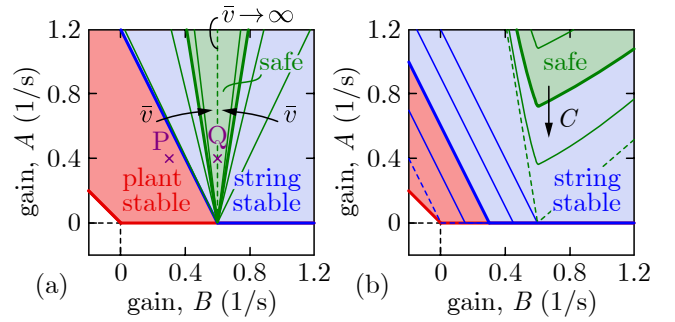 1.2
0.8
0.4
0
gain, A (1/s)
v̄ → ∞
safe
v̄
v̄
P
Q
plant
stable
string
stable
0
0.4
0.8
1.2
(a)
gain, B (1/s)
1.2
0.8
0.4
0
gain, A (1/s)
safe
C
string
stable
0
0.4
0.8
1.2
(b)
gain, B (1/s)